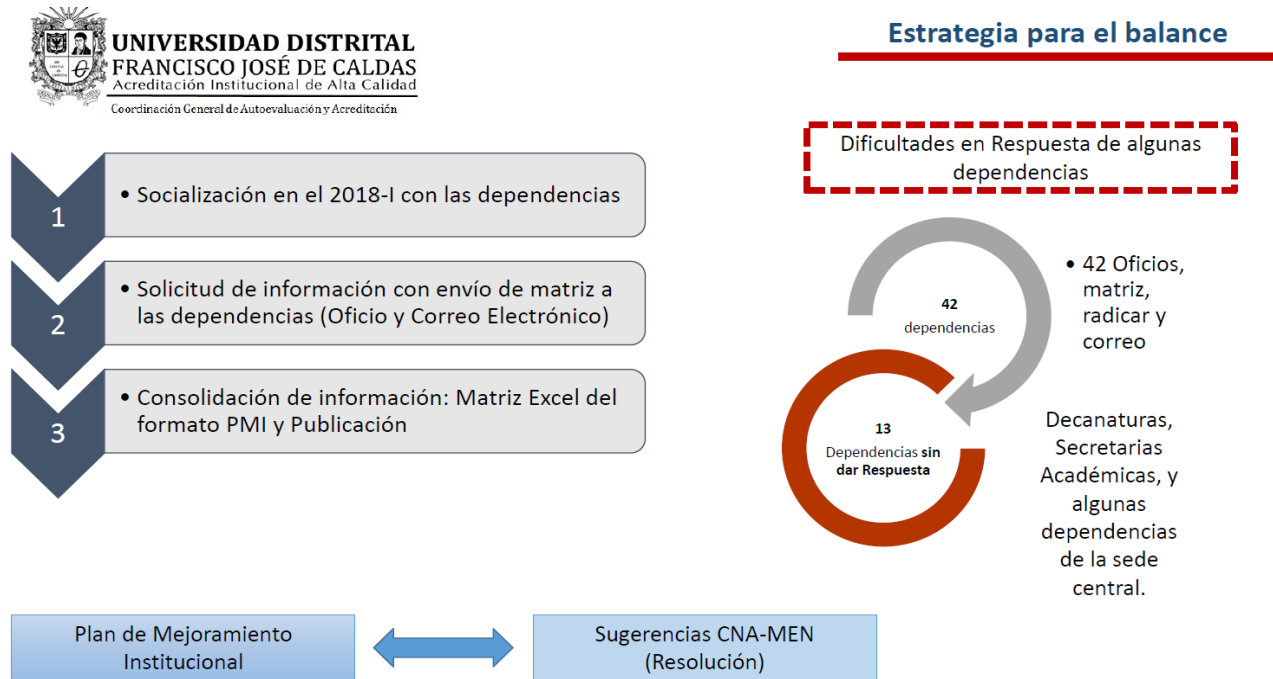 UNIVERSIDAD DISTRITAL
FRANCISCO JOSÉ DE CALDAS
Acreditación Institucional de Alta Calidad
Coordinación General de Autoevaluación y Acreditación
Estrategia para el balance
1
• Socialización en el 2018-I con las dependencias
2
• Solicitud de información con envío de matriz a
las dependencias (Oficio y Correo Electrónico)
3
• Consolidación de información: Matriz Excel del
formato PMI y Publicación
Dificultades en Respuesta de algunas
dependencias
42
dependencias
• 42 Oficios,
matriz,
radicar y
correo
13
Dependencias sin
dar Respuesta
Decanaturas,
Secretarias
Académicas, y
algunas
dependencias
de la sede
central.
Plan de Mejoramiento
Institucional
Sugerencias CNA-MEN
(Resolución)